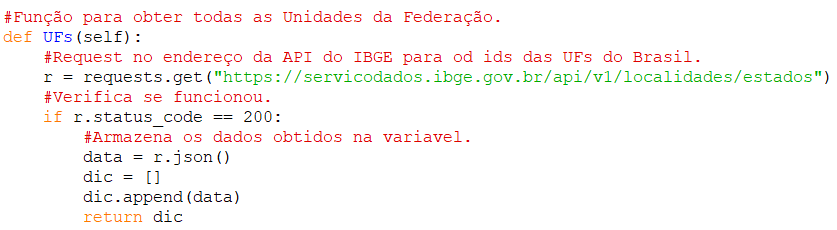 #Função para obter todas as Unidades da Federação.
def UFs(self):
    #Request no endereço da API do IBGE para od ids das UFs do Brasil.
    r = requests.get("https://servicodados.ibge.gov.br/api/v1/localidades/estados")
    #Verifica se funcionou.
    if r.status_code == 200:
        #Armazena os dados obtidos na variavel.
        data = r.json()
        dic = []
        dic.append(data)
        return dic